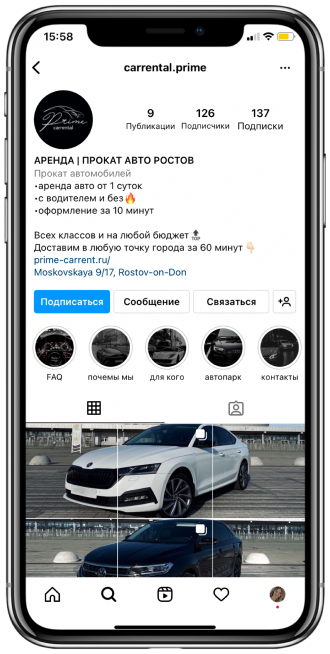 15:58
carrental.prime
Prime
carrental
9
126
137
Публикации
Подписчики
Подписки
АРЕНДА | ПРОКАТ АВТО РОСТОВ
Прокат автомобилей
•аренда авто от 1 суток
•с водителем и без🔥
•оформление за 10 минут
Всех классов и на любой бюджет🔝
Доставим в любую точку города за 60 минут👇🏻
prime-carrent.ru/
Moskovskaya 9/17, Rostov-on-Don
Подписаться
Сообщение
Связаться
FAQ
почемы мы
для кого
автопарк
контакты